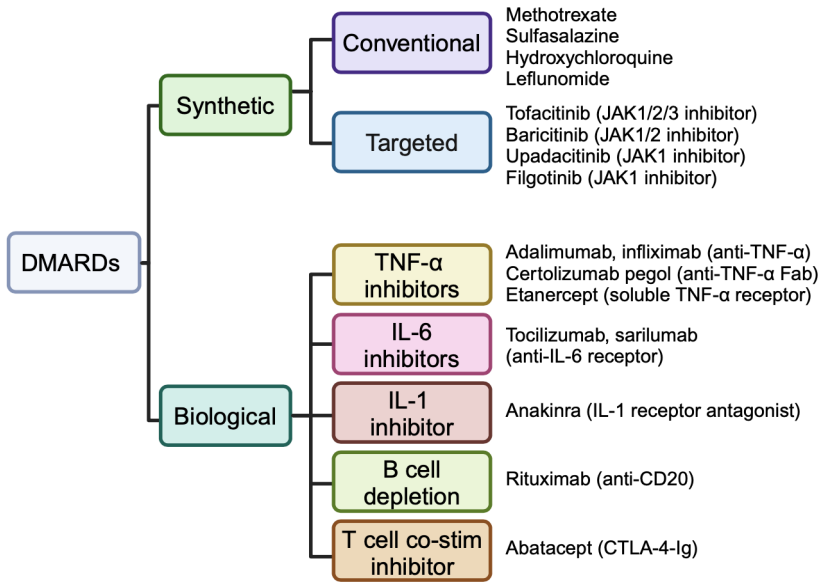 DMARDs
Synthetic
Conventional
Methotrexate
Sulfasalazine
Hydroxychloroquine
Leflunomide
Targeted
Tofacitinib (JAK1/2/3 inhibitor)
Baricitinib (JAK1/2 inhibitor)
Upadacitinib (JAK1 inhibitor)
Filgotinib (JAK1 inhibitor)
Biological
TNF-α
inhibitors
Adalimumab, infliximab (anti-TNF-α)
Certolizumab pegol (anti-TNF-α Fab)
Etanercept (soluble TNF-α receptor)
IL-6
inhibitors
Tocilizumab, sarilumab
(anti-IL-6 receptor)
IL-1
inhibitor
Anakinra (IL-1 receptor antagonist)
B cell
depletion
Rituximab (anti-CD20)
T cell co-stim
inhibitor
Abatacept (CTLA-4-Ig)